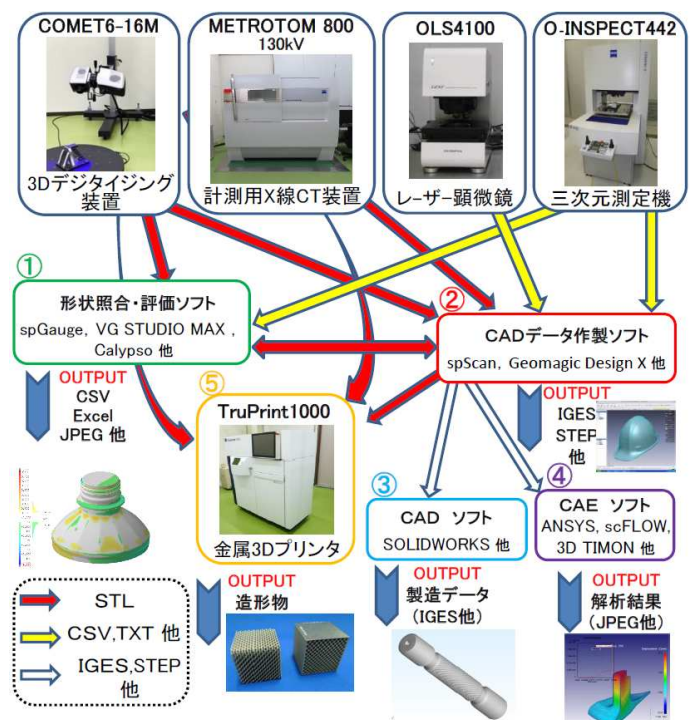 COMET6-16M
3Dデジタイジング
装置
METROTOM 800
130kV
計測用X線CT装置
OLS4100
レーザー顕微鏡
O-INSPECT442
三次元測定機
①
形状照合・評価ソフト
spGauge, VG STUDIO MAX ,
Calypso 他
②
CADデータ作製ソフト
spScan, Geomagic Design X 他
OUTPUT
CSV
Excel
JPEG 他
⑤
TruPrint1000
金属3Dプリンタ
OUTPUT
IGES
STEP
他
③
CAD ソフト
SOLIDWORKS 他
④
CAE ソフト
ANSYS, scFLOW,
3D TIMON 他
STL
CSV,TXT 他
IGES,STEP
他
OUTPUT
造形物
OUTPUT
製造データ
(IGES他)
OUTPUT
解析結果
(JPEG他)